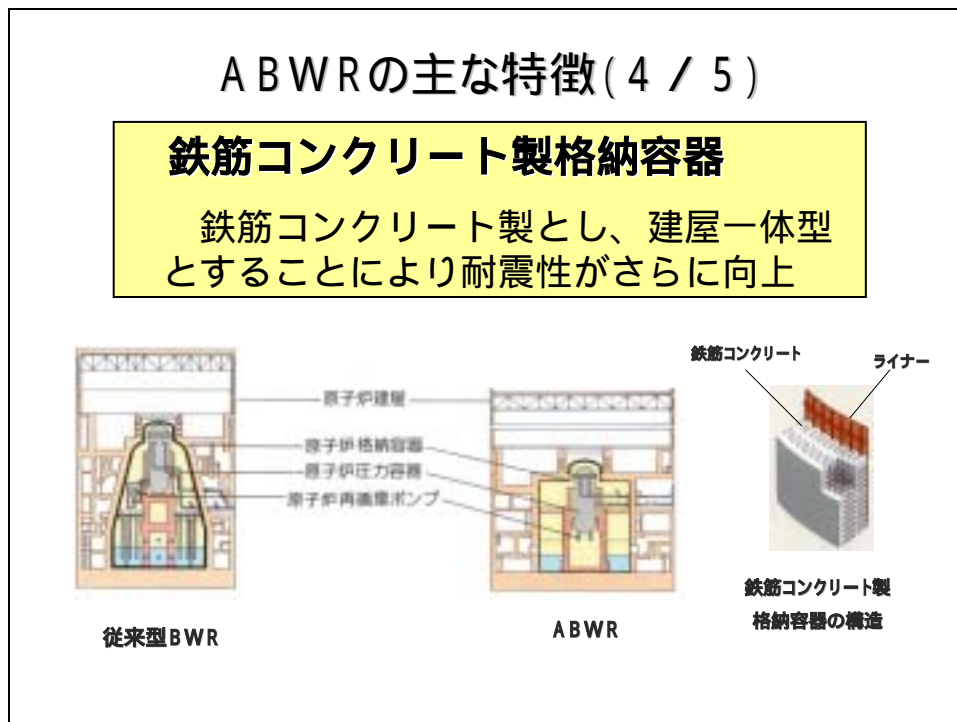 ABWRの主な特徴(4/5)
鉄筋コンクリート製格納容器
鉄筋コンクリート製とし、建屋一体型
とすることにより耐震性がさらに向上
鉄筋コンクリート
ライナー
原子炉建屋
原子炉格納容器
原子炉圧力容器
原子炉再循環ポンプ
従来型BWR
ABWR
鉄筋コンクリート製
格納容器の構造